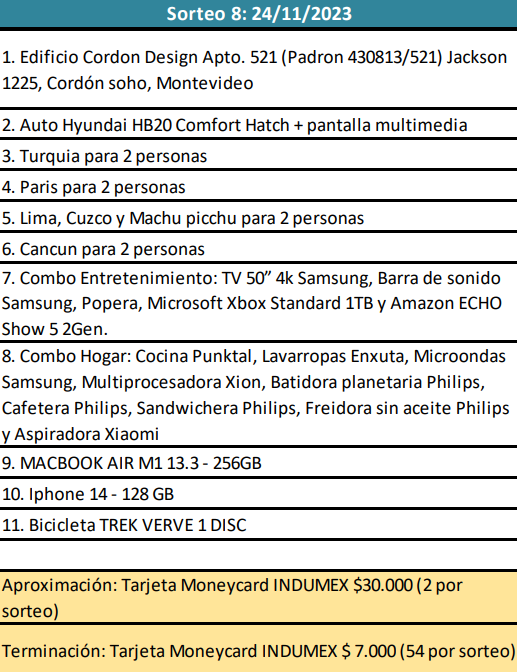 Sorteo 8: 24/11/2023
1. Edificio Cordon Design Apto. 521 (Padron 430813/521) Jackson
1225, Cordón soho, Montevideo
2. Auto Hyundai HB20 Comfort Hatch + pantalla multimedia
3. Turquia para 2 personas
4. Paris para 2 personas
5. Lima, Cuzco y Machu picchu para 2 personas
6. Cancun para 2 personas
7. Combo Entretenimiento: TV 50” 4k Samsung, Barra de sonido
Samsung, Popera, Microsoft Xbox Standard 1TB y Amazon ECHO
Show 5 2Gen.
8. Combo Hogar: Cocina Punktal, Lavarropas Enxuta, Microondas
Samsung, Multiprocesadora Xion, Batidora planetaria Philips,
Cafetera Philips, Sandwichera Philips, Freidora sin aceite Philips
y Aspiradora Xiaomi
9. MACBOOK AIR M1 13.3 - 256GB
10. Iphone 14 - 128 GB
11. Bicicleta TREK VERVE 1 DISC
Aproximación: Tarjeta Moneycard INDUMEX $30.000 (2 por
sorteo)
Terminación: Tarjeta Moneycard INDUMEX $ 7.000 (54 por sorteo)